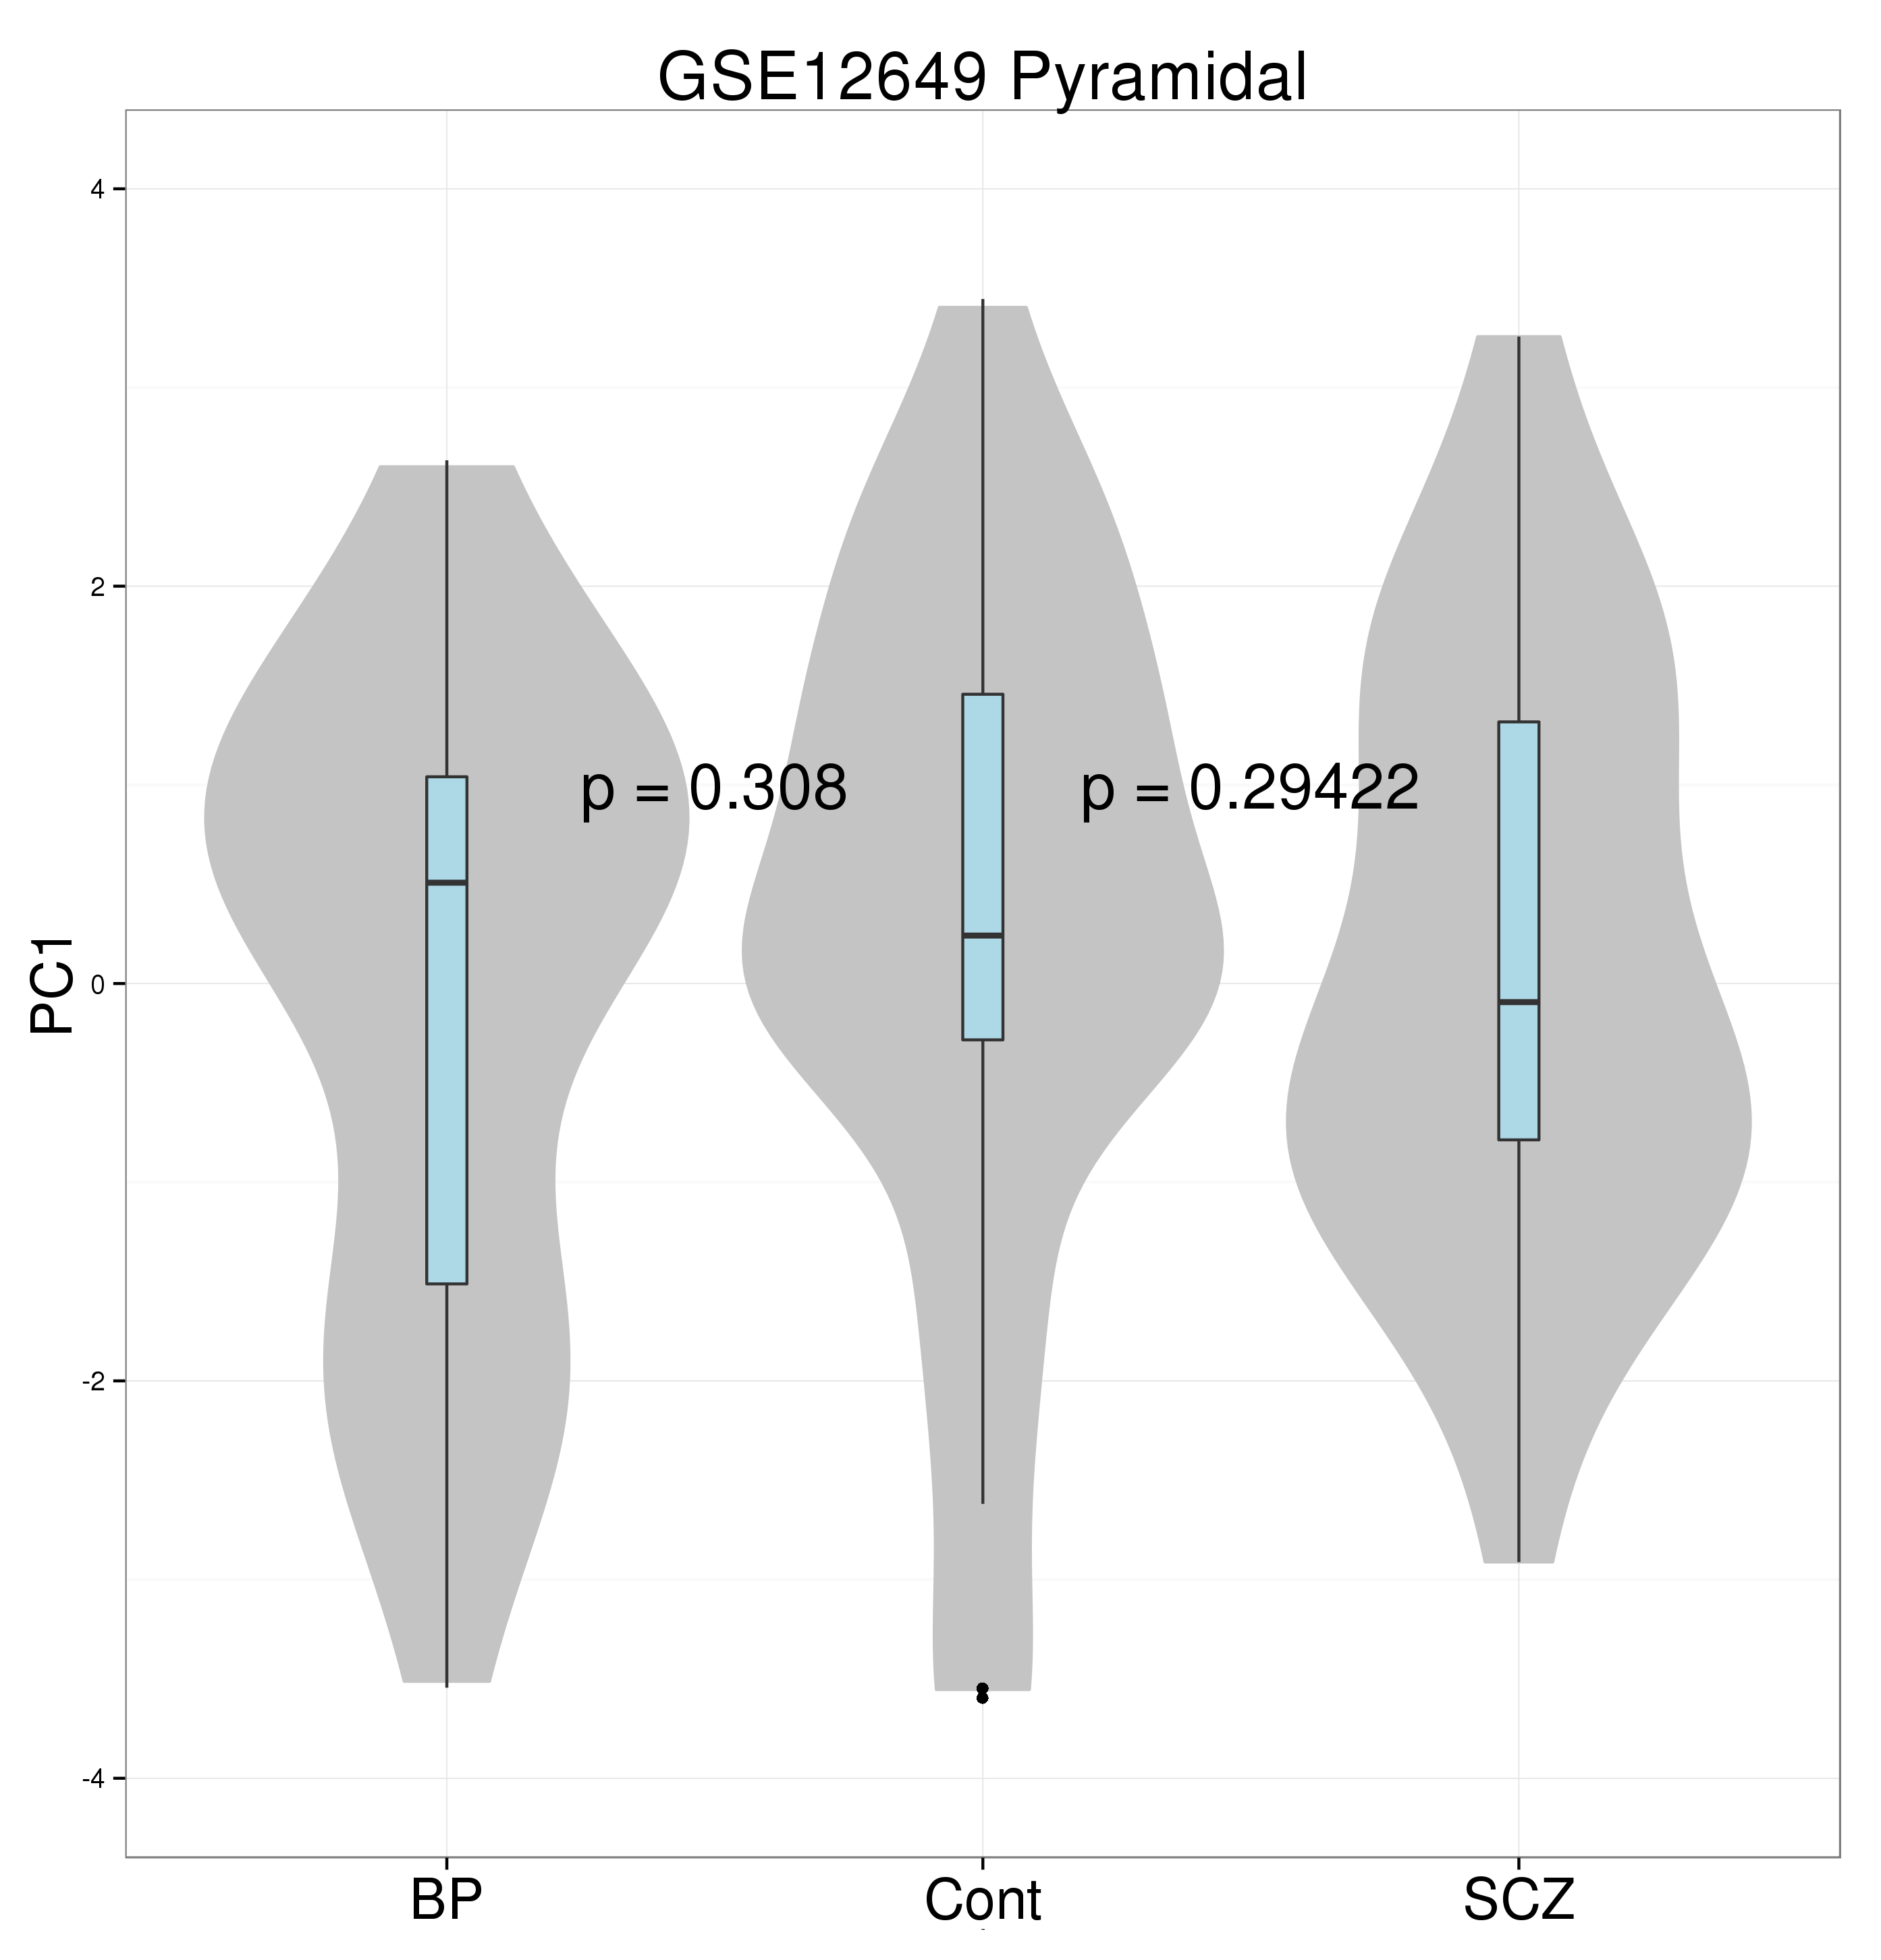 GSE12649 Pyramidal
4
2
0
-2
-4
PC1
p = 0.308
p = 0.29422
BP
Cont
SCZ